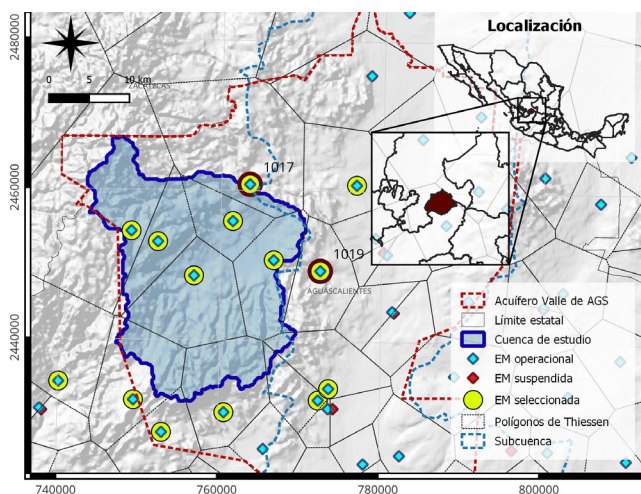 Localización
2480000
0
5
10 km
ZACATECAS
1017
2460000
1019
AGUASCALIENTES
2440000
Acuífero Valle de AGS
Límite estatal
Cuenca de estudio
EM operacional
EM suspendida
EM seleccionada
Polígonos de Thiessen
Subcuenca
740000
760000
780000
800000